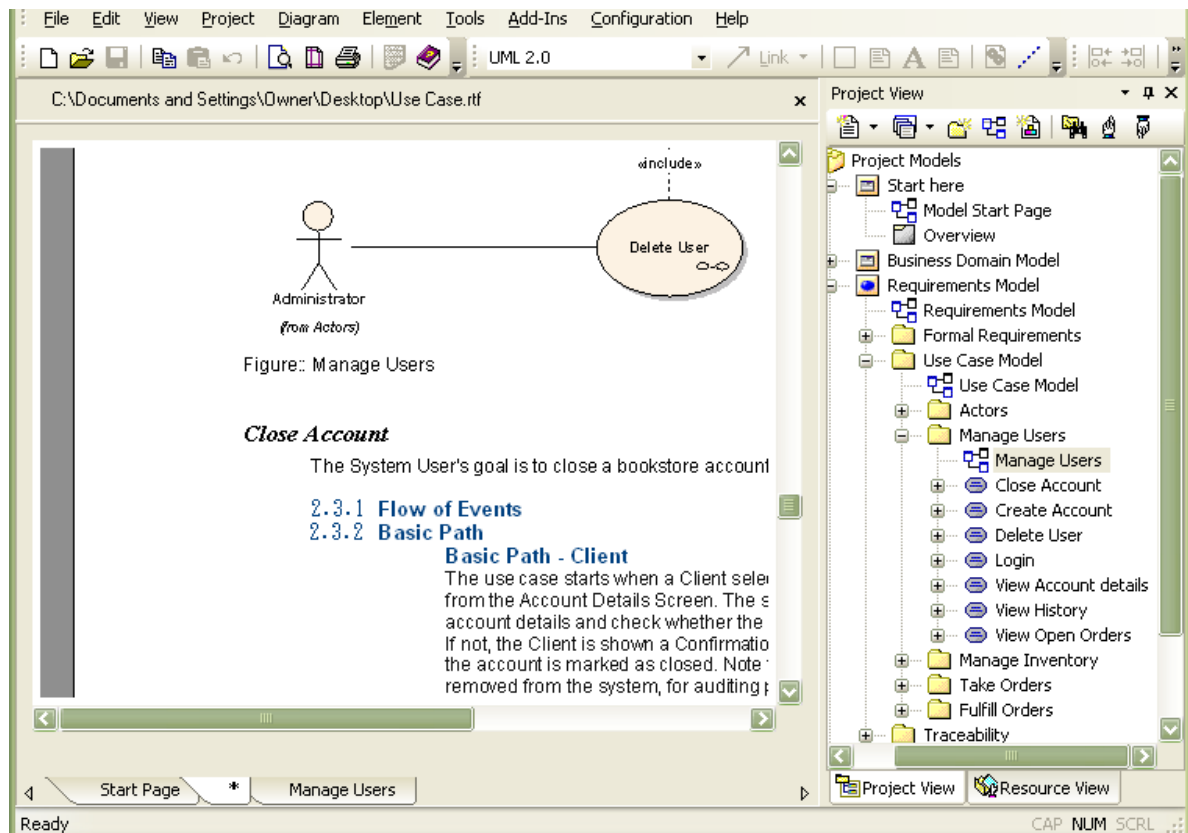 File Edit View Project Diagram Element Tools Add-Ins Configuration Help
UML 2.0 Link
C:\Documents and Settings\Owner\Desktop\Use Case.rtf
«include»
Delete User
Administrator
(from Actors)
Figure:: Manage Users
Close Account
The System User's goal is to close a bookstore account
2.3.1 Flow of Events
2.3.2 Basic Path
Basic Path - Client
The use case starts when a Client sele
from the Account Details Screen. The s
account details and check whether the
If not, the Client is shown a Confirmatio
the account is marked as closed. Note
removed from the system, for auditing
Start Page * Manage Users
Ready
Project View
Project Models
Start here
Model Start Page
Overview
Business Domain Model
Requirements Model
Requirements Model
Formal Requirements
Use Case Model
Use Case Model
Actors
Manage Users
Manage Users
Close Account
Create Account
Delete User
Login
View Account details
View History
View Open Orders
Manage Inventory
Take Orders
Fulfill Orders
Traceability
Project View Resource View
CAP NUM SCRL